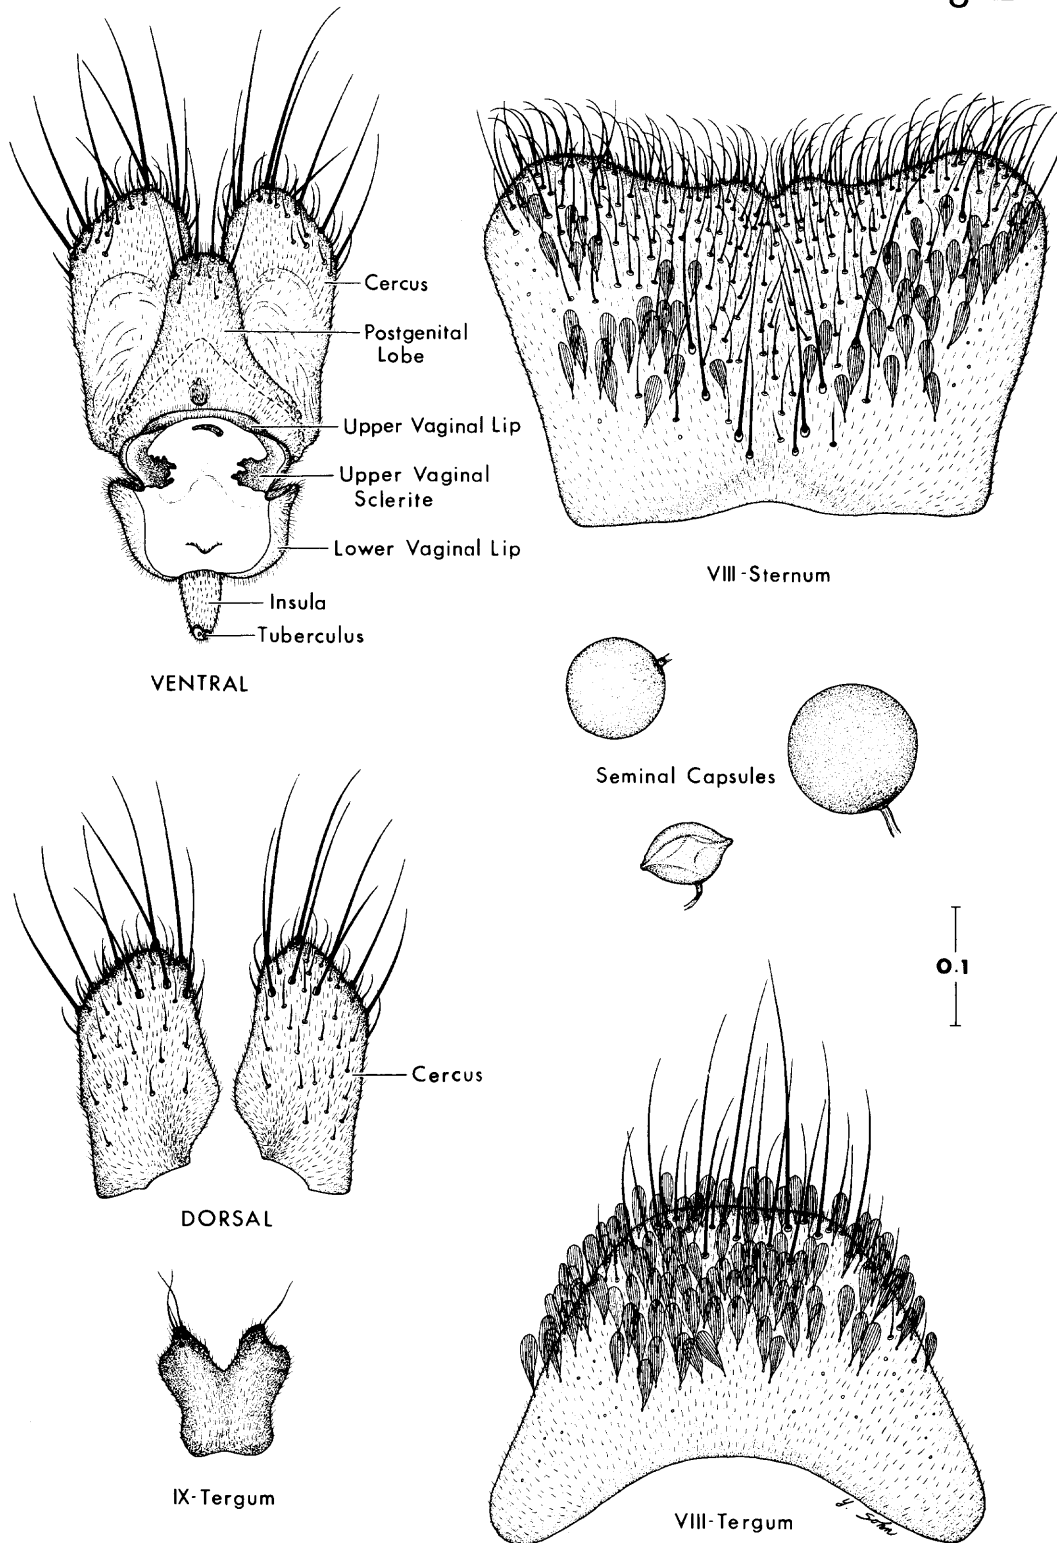 Cercus
Postgenital
Lobe
Upper Vaginal Lip
Upper Vaginal
Sclerite
Lower Vaginal Lip
Insula
Tuberculus
VENTRAL
VIII-Sternum
Seminal Capsules
0.1
Cercus
DORSAL
IX-Tergum
VIII-Tergum
Y. Sohn